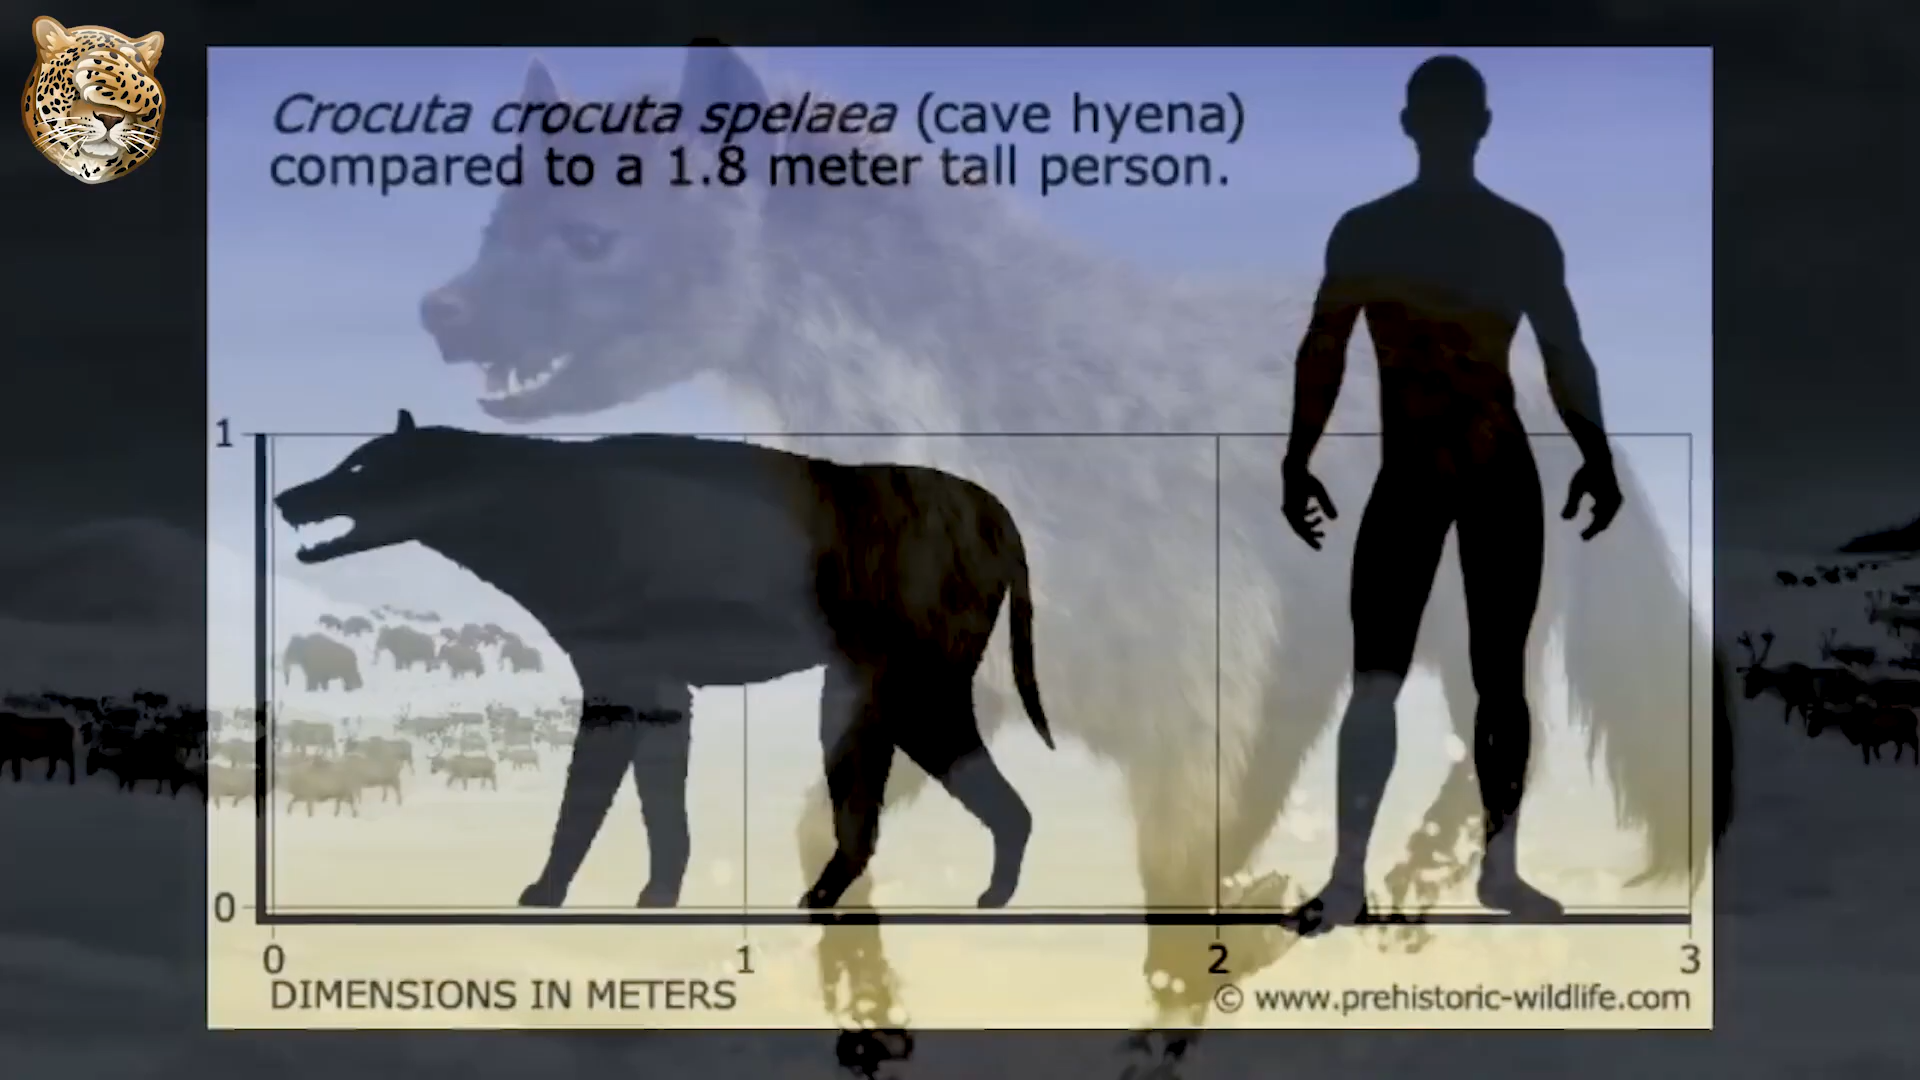 Crocuta crocuta spelaea (cave hyena)
compared to a 1.8 meter tall person.
1
0
0 1 2 3
DIMENSIONS IN METERS
© www.prehistoric-wildlife.com